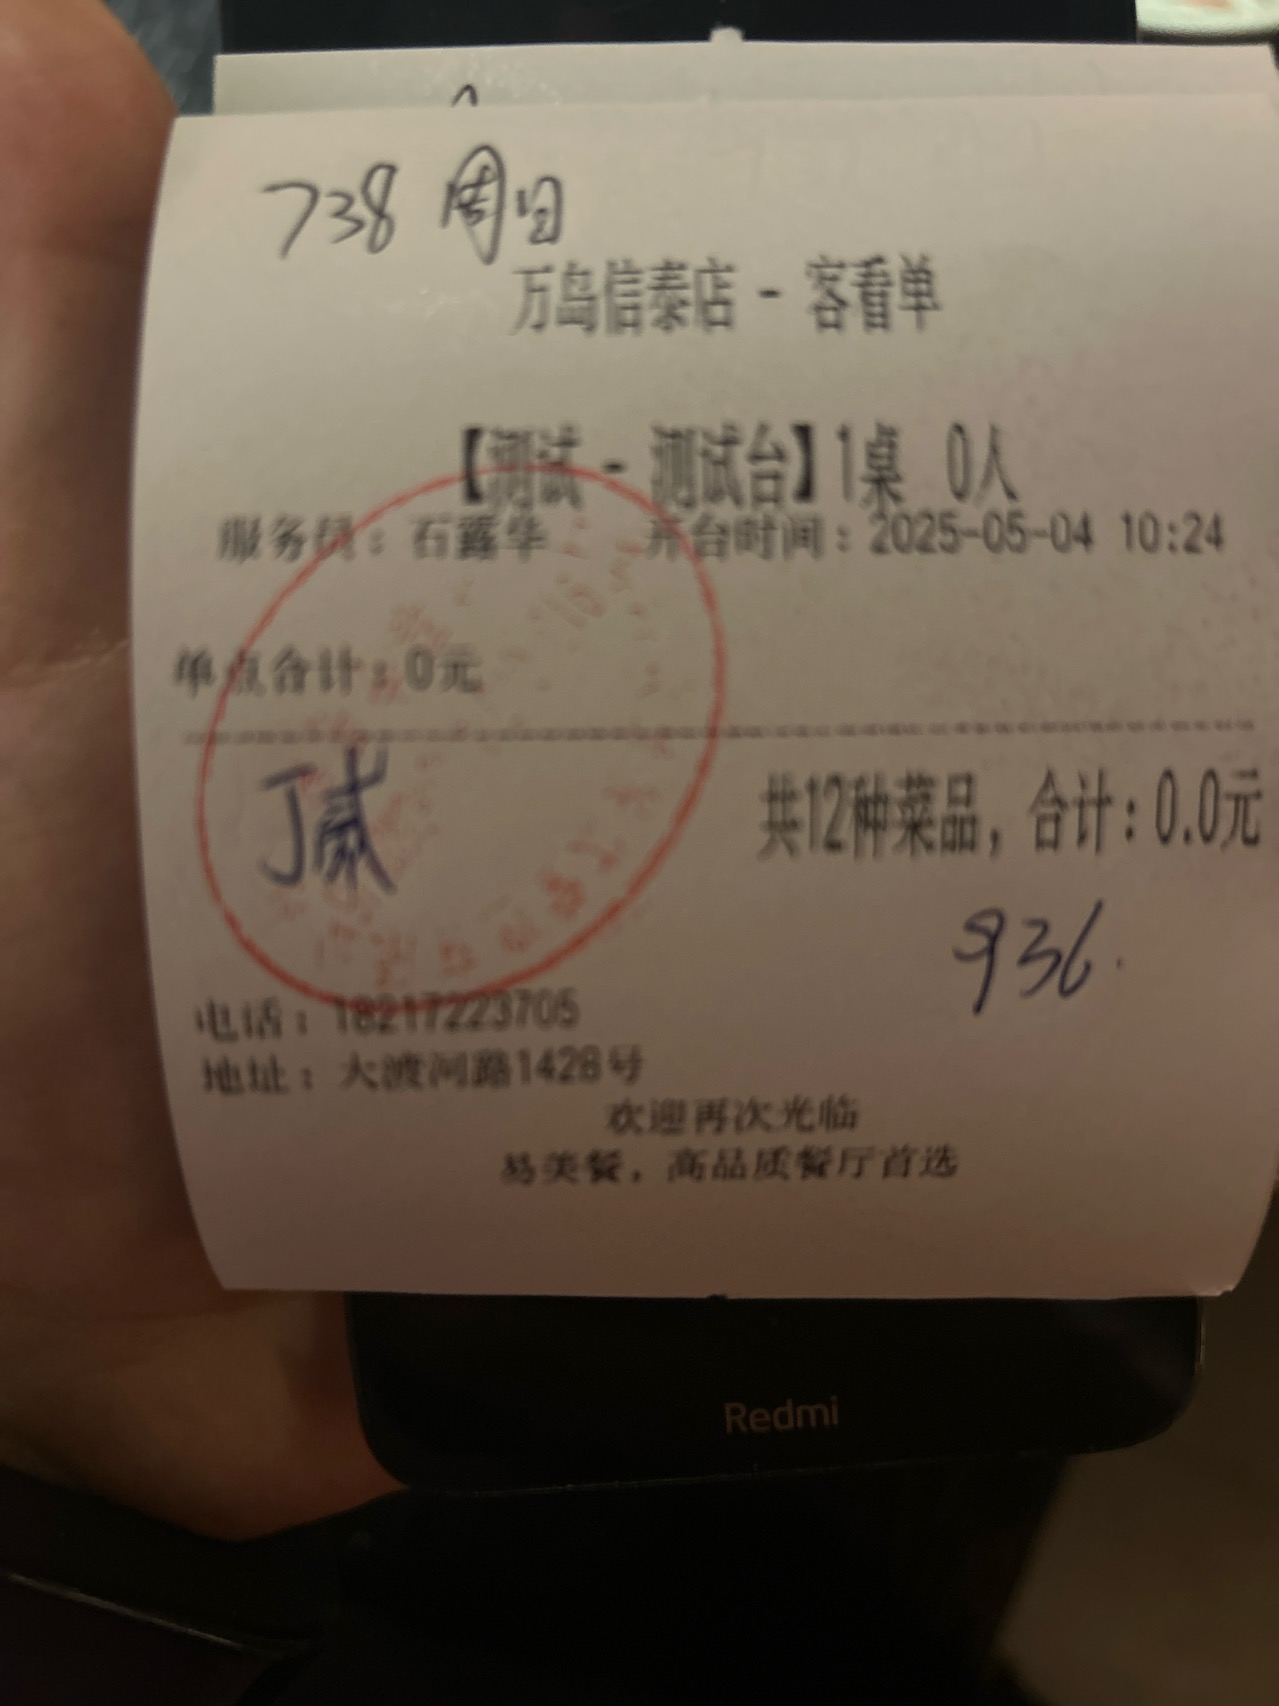 738 周日
万岛信泰店 - 客看单
【测试 - 测试台】1桌 0人
服务员：石露华 开台时间：2025-05-04 10:24
单点合计：0元
共12种菜品，合计：0.0元
936.
电话：18217223705
地址：大渡河路1428号
欢迎再次光临
易美餐，高品质餐厅首选
Redmi